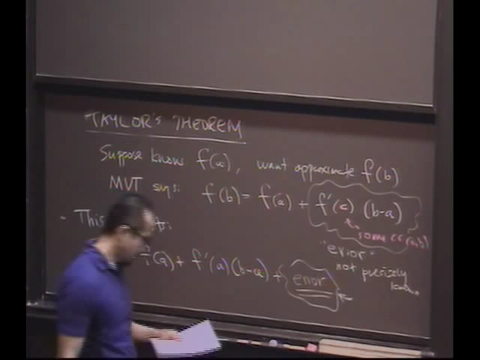 TAYLOR'S THEOREM
Suppose know f(a), want approximate f(b)
MVT says: f(b) = f(a) + f'(c) (b-a)
some c∈(a,b)
- This
"error"
not precisely
f(a) + f'(a)(b-a) + error